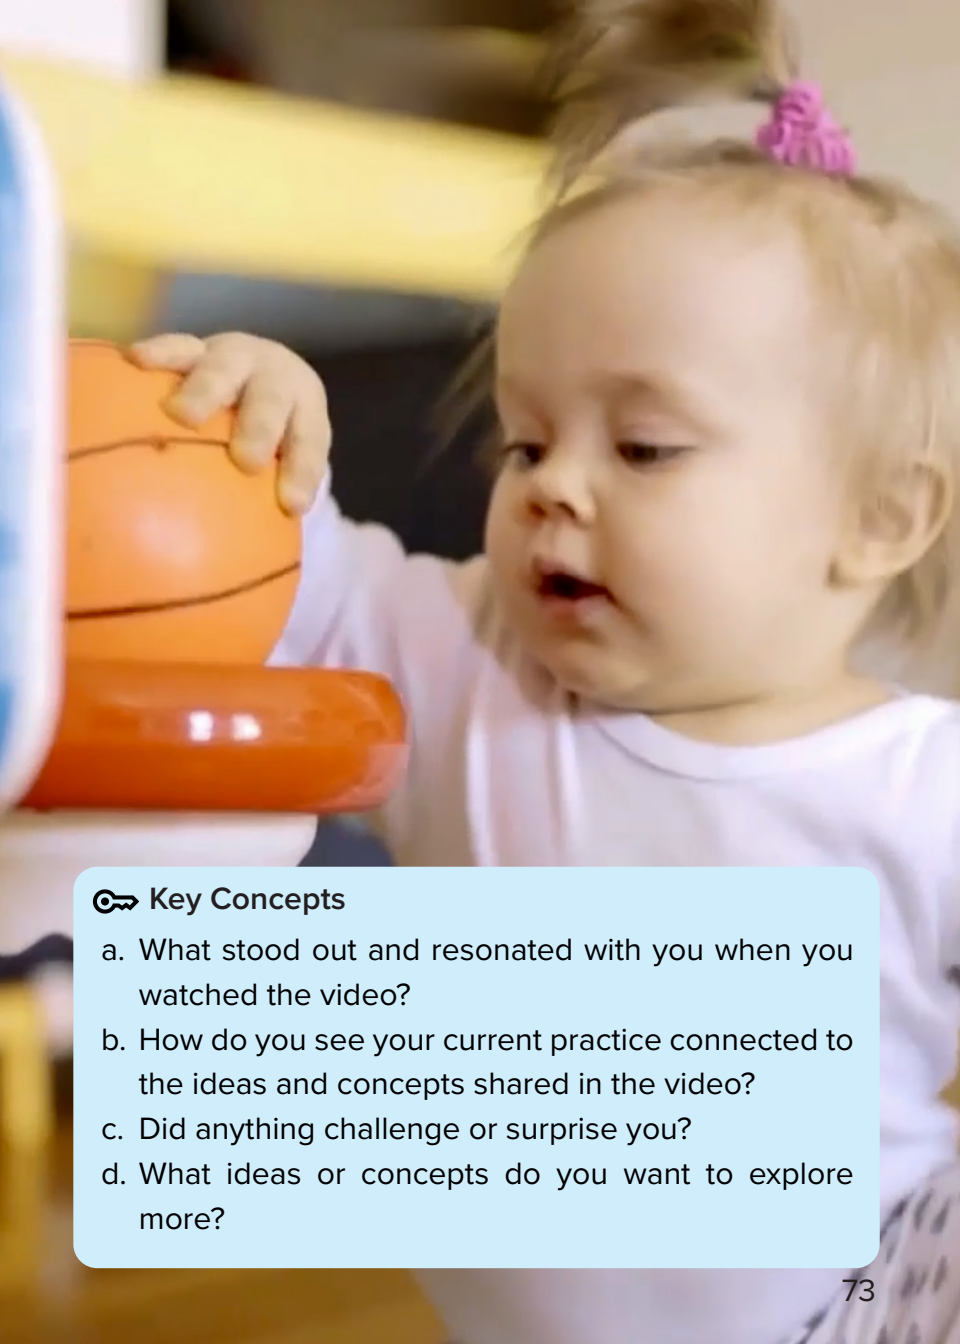 Key Concepts
a. What stood out and resonated with you when you
watched the video?
b. How do you see your current practice connected to
the ideas and concepts shared in the video?
c. Did anything challenge or surprise you?
d. What ideas or concepts do you want to explore
more?
73